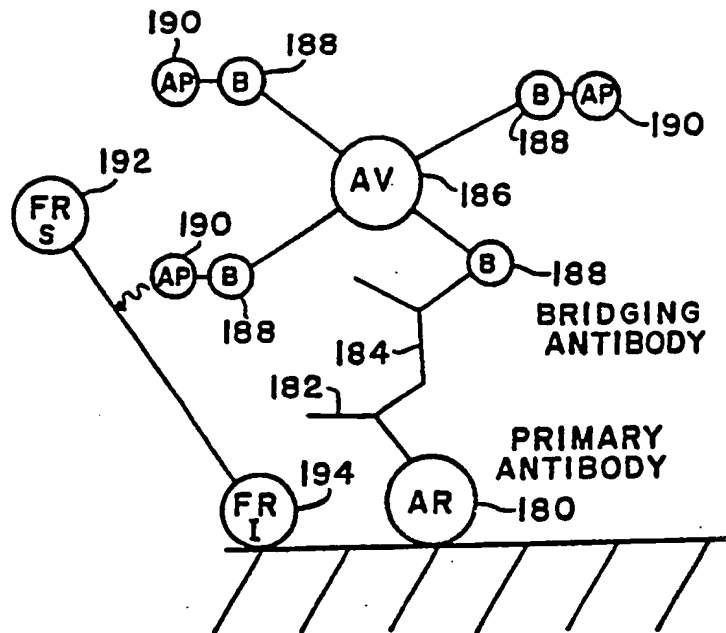 190
188
AP
B
B
AP
188
190
192
AV
186
FR
S
190
AP
B
188
B
188
BRIDGING
ANTIBODY
184
182
PRIMARY
ANTIBODY
194
FR
I
AR
180